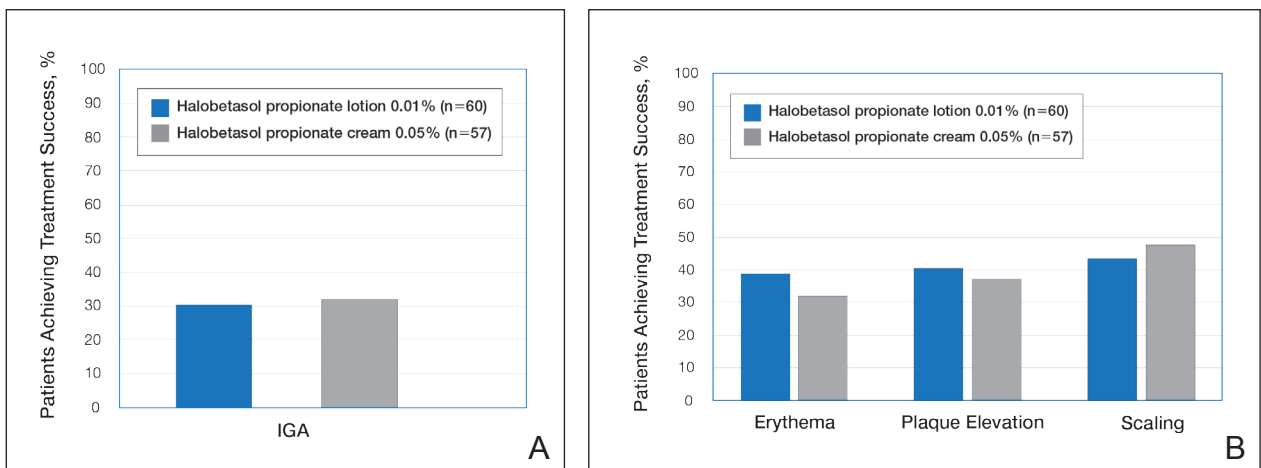 Patients Achieving Treatment Success, %
100
90
80
70
60
50
40
30
20
10
0
Halobetasol propionate lotion 0.01% (n=60)
Halobetasol propionate cream 0.05% (n=57)
IGA
A
Patients Achieving Treatment Success, %
100
90
80
70
60
50
40
30
20
10
0
Halobetasol propionate lotion 0.01% (n=60)
Halobetasol propionate cream 0.05% (n=57)
Erythema
Plaque Elevation
Scaling
B